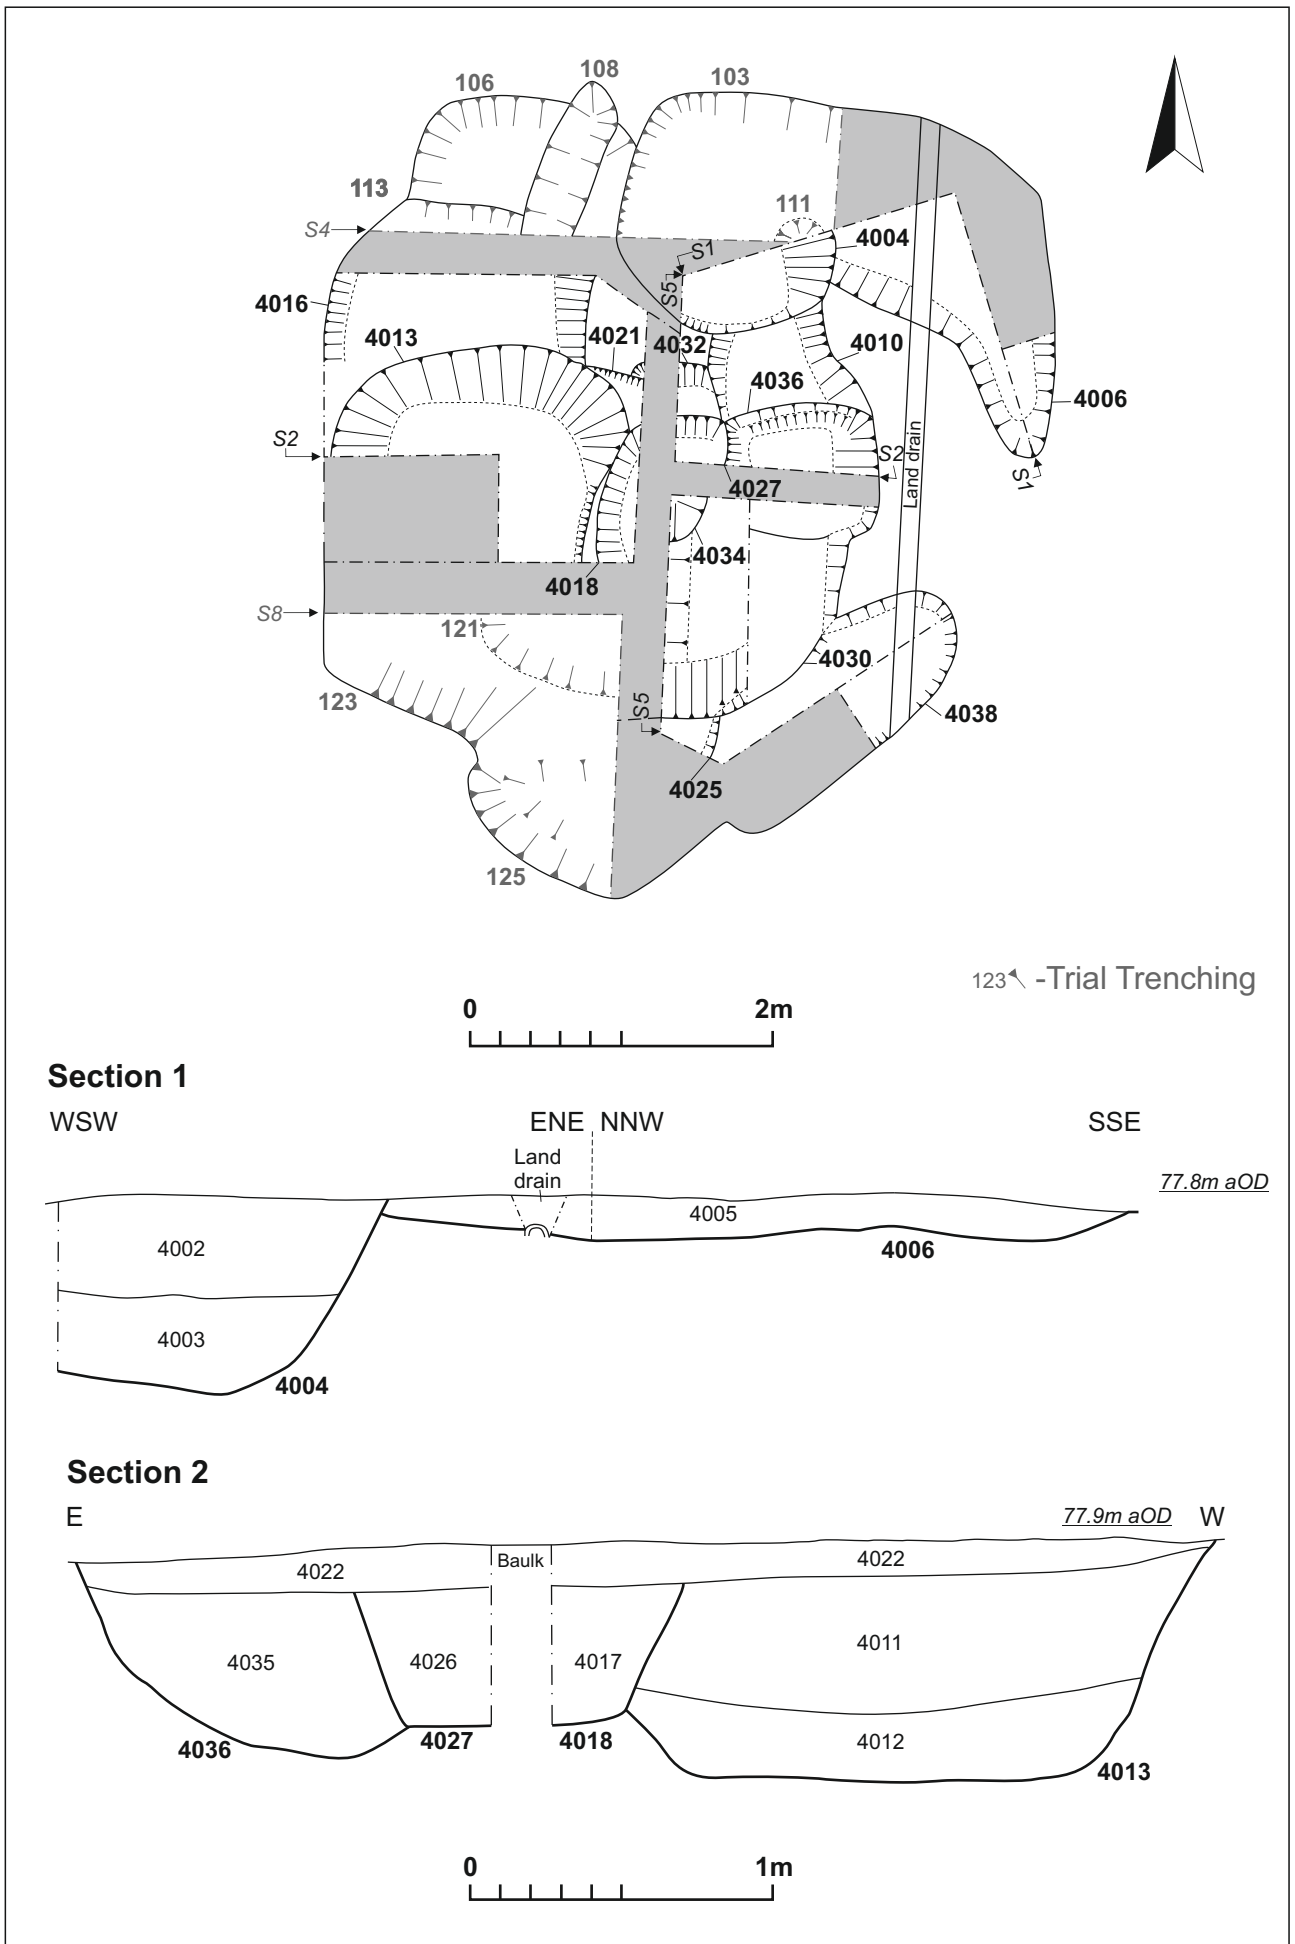 108
106
103
113
111
S4
4004
S1
S5
4016
4013
4021
4032
4010
4036
4006
S2
S2
Land drain
S1
4027
4034
4018
S8
121
4030
123
S5
4038
4025
125
123 -Trial Trenching
0 2m
Section 1
WSW ENE NNW SSE
Land
drain
77.8m aOD
4005
4002
4006
4003
4004
Section 2
E 77.9m aOD W
Baulk
4022 4022
4011
4035 4026 4017
4036 4027 4018 4012
4013
0 1m